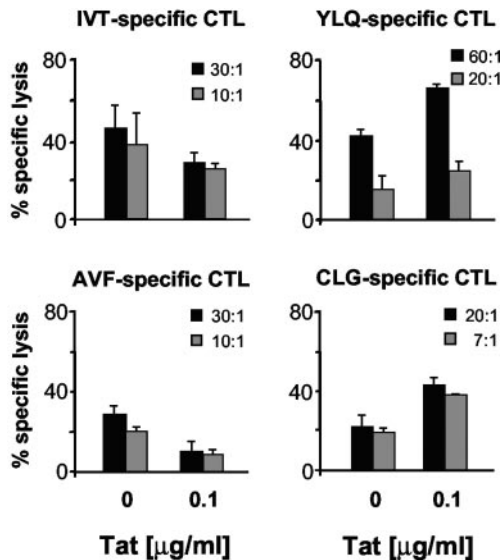 IVT-specific CTL
YLQ-specific CTL
% specific lysis
80
40
0
30:1
10:1
80
40
0
60:1
20:1
AVF-specific CTL
CLG-specific CTL
% specific lysis
80
40
0
30:1
10:1
80
40
0
20:1
7:1
0 0.1
0 0.1
Tat [μg/ml]
Tat [μg/ml]